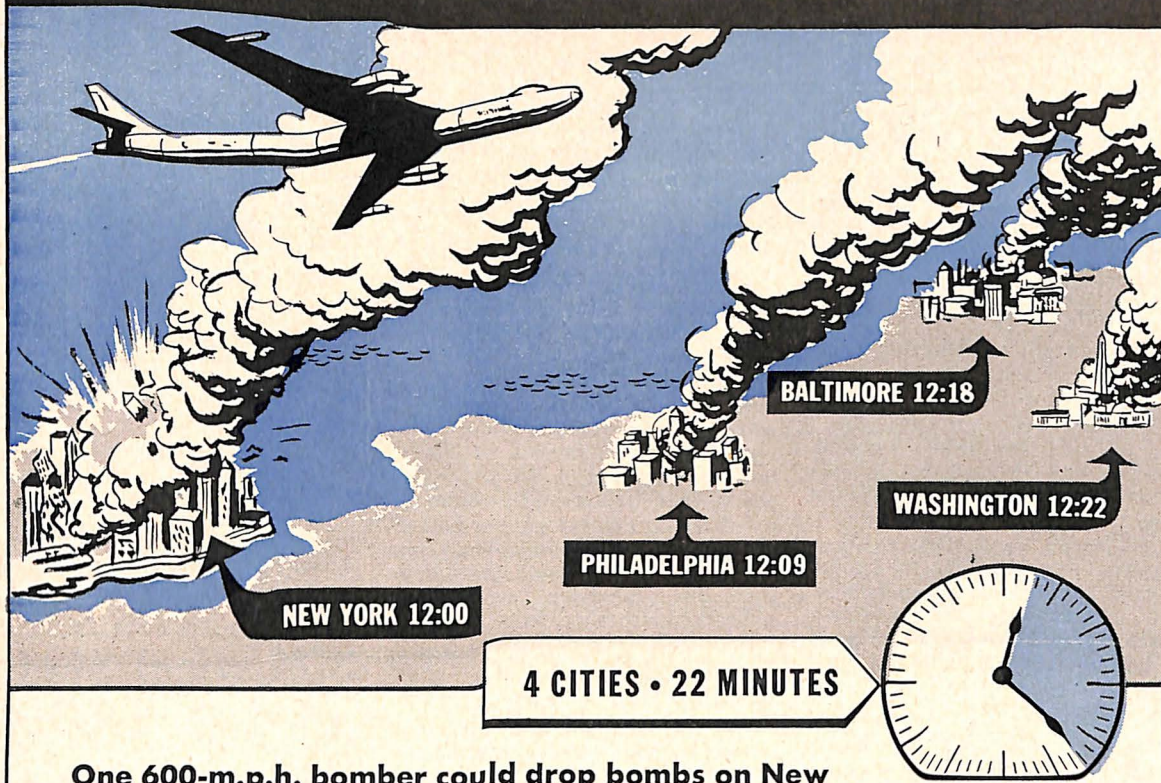 NEW YORK 12:00
PHILADELPHIA 12:09
BALTIMORE 12:18
WASHINGTON 12:22
4 CITIES • 22 MINUTES
One 600-m.p.h. bomber could drop bombs on New